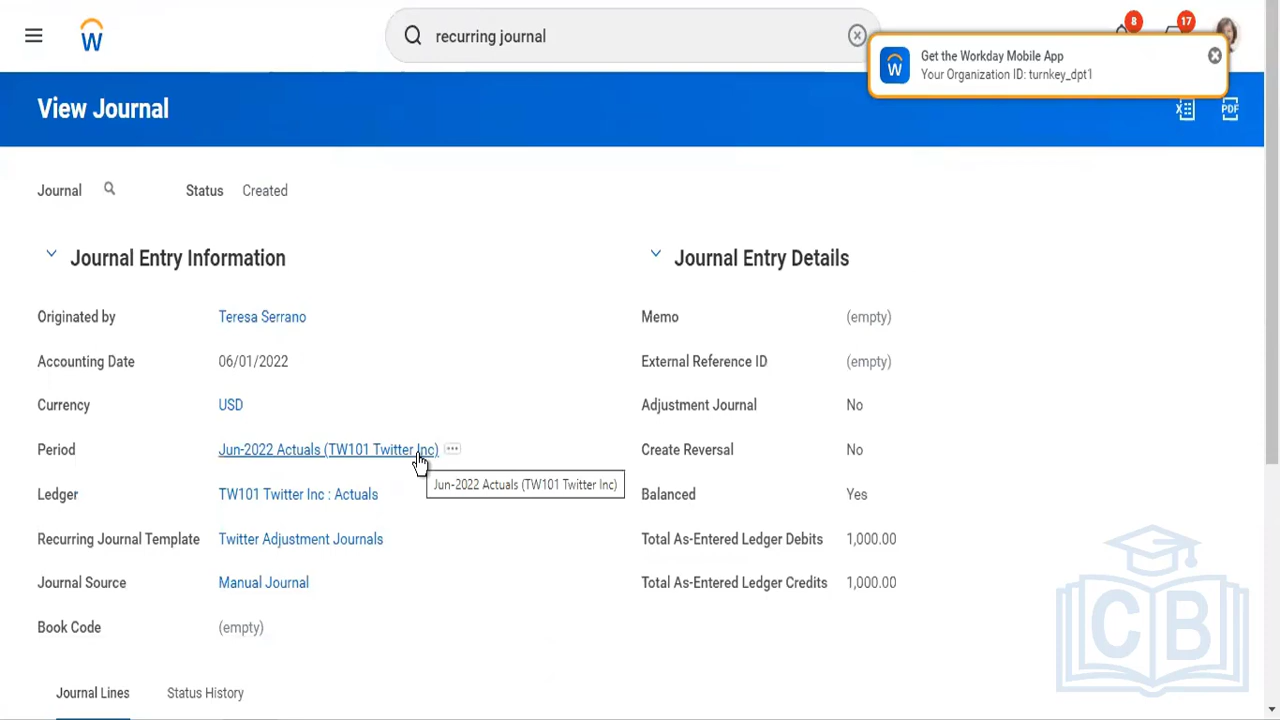 W
recurring journal
8
17
W
Get the Workday Mobile App
Your Organization ID: turnkey_dpt1
View Journal
X
PDF
Journal
Status Created
Journal Entry Information
Originated by Teresa Serrano
Accounting Date 06/01/2022
Currency USD
Period Jun-2022 Actuals (TW101 Twitter Inc)
Jun-2022 Actuals (TW101 Twitter Inc)
Ledger TW101 Twitter Inc : Actuals
Recurring Journal Template Twitter Adjustment Journals
Journal Source Manual Journal
Book Code (empty)
Journal Entry Details
Memo (empty)
External Reference ID (empty)
Adjustment Journal No
Create Reversal No
Balanced Yes
Total As-Entered Ledger Debits 1,000.00
Total As-Entered Ledger Credits 1,000.00
Journal Lines Status History
CB